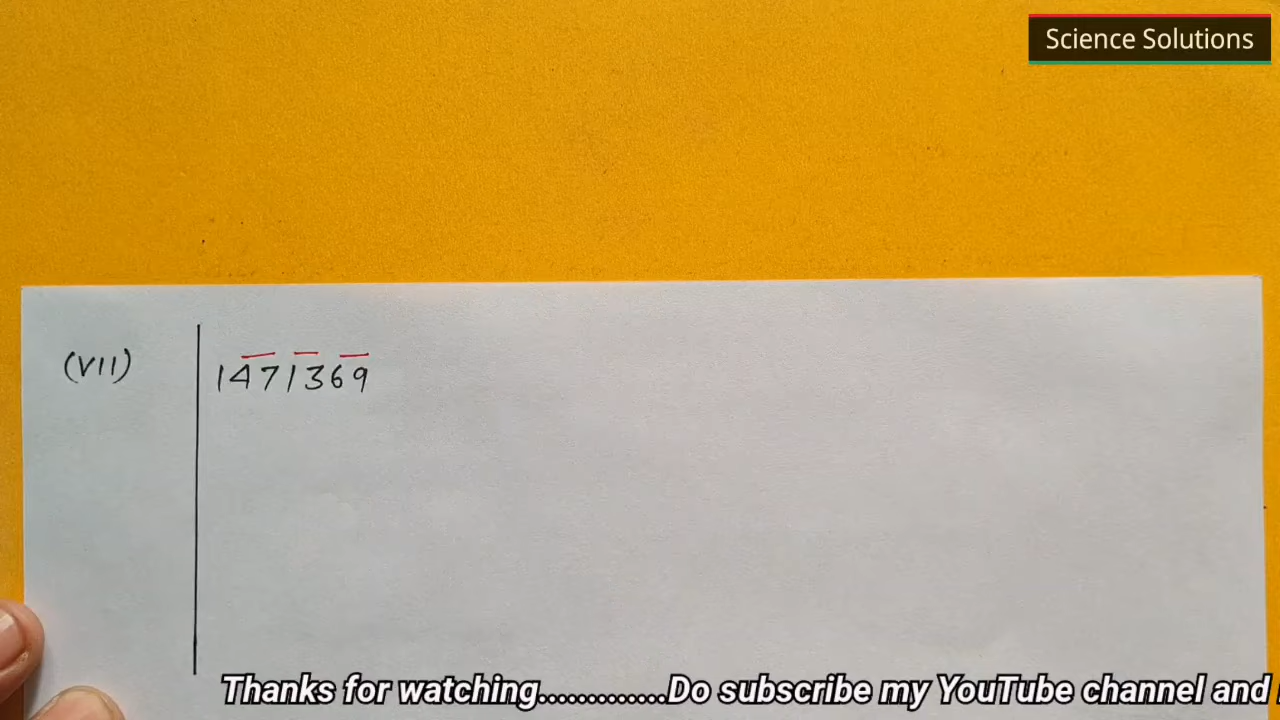 Science Solutions
(VII) 1471369
Thanks for watching.............Do subscribe my YouTube channel and